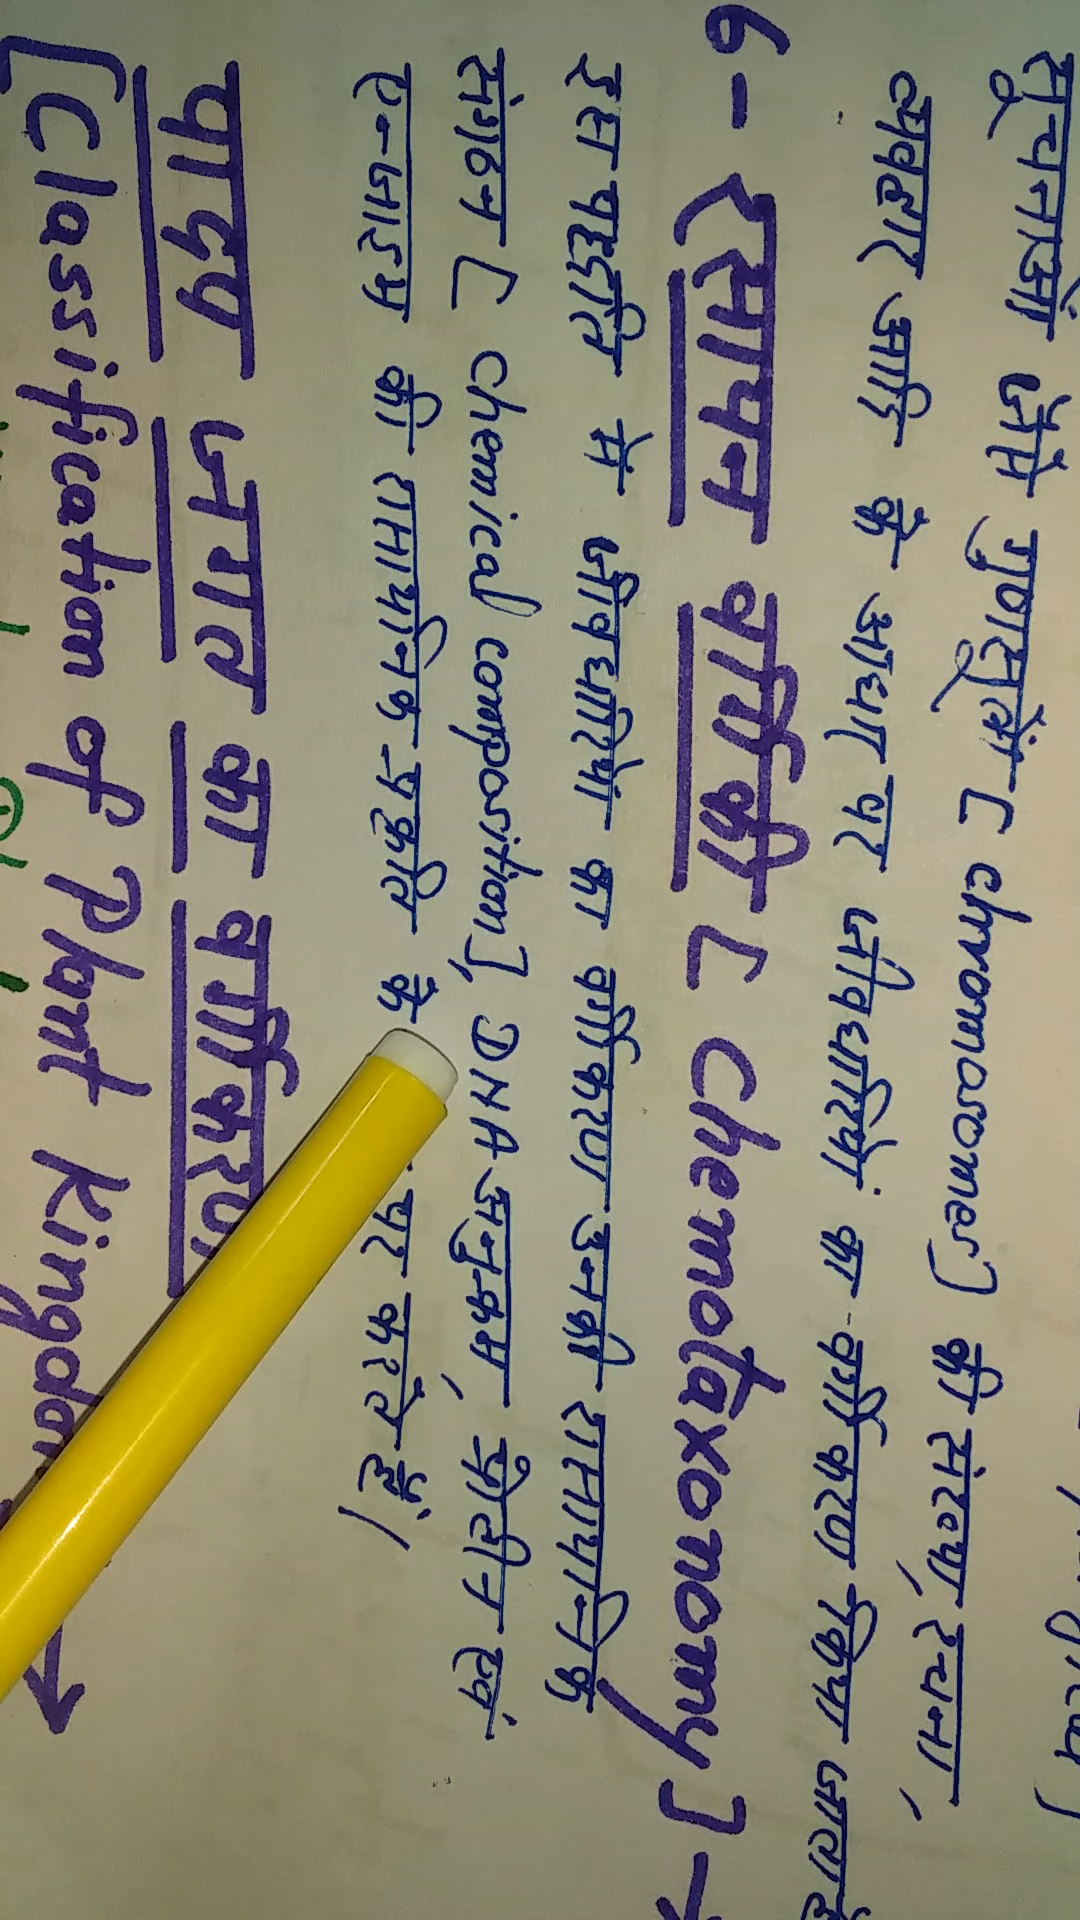 सूचनाओं जैसे गुणसूत्रों [ chromosomes] की संख्या, रचना,
व्यवहार आदि के आधार पर जीवधारियों का वर्गीकरण किया जाता है
6- रसायन वर्गिकी [ chemotaxonomy] →
इस पद्धति में जीवधारियों का वर्गीकरण उनकी रासायनिक
संगठन [ chemical composition], DNA अनुक्रम, प्रोटीन एवं
एन्जाइम की रासायनिक प्रकृति के पर करते हैं।
पादप जगत का वर्गीकरण
[Classification of Plant Kingdom →